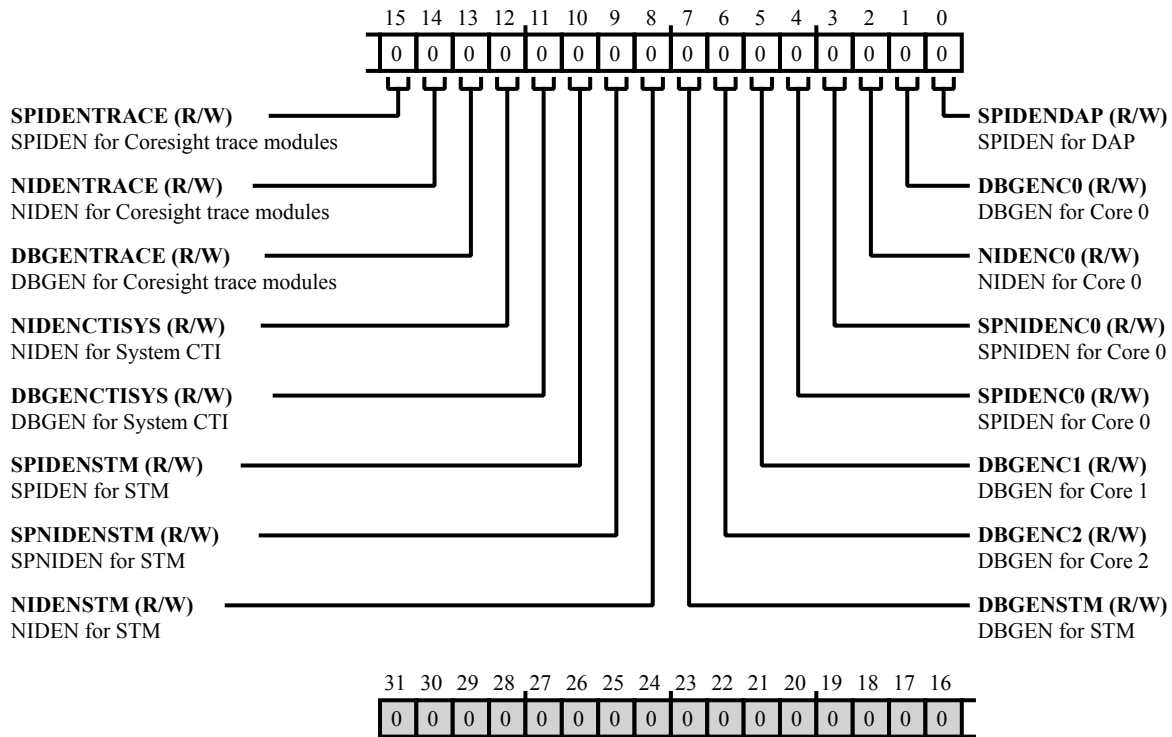 15 14 13 12 11 10 9 8 7 6 5 4 3 2 1 0
0 0 0 0 0 0 0 0 0 0 0 0 0 0 0 0
SPIDENTRACE (R/W)
SPIDEN for Coresight trace modules
NIDENTRACE (R/W)
NIDEN for Coresight trace modules
DBGENTRACE (R/W)
DBGEN for Coresight trace modules
NIDENCTISYS (R/W)
NIDEN for System CTI
DBGENCTISYS (R/W)
DBGEN for System CTI
SPIDENSTM (R/W)
SPIDEN for STM
SPNIDENSTM (R/W)
SPNIDEN for STM
NIDENSTM (R/W)
NIDEN for STM
SPIDENDAP (R/W)
SPIDEN for DAP
DBGENC0 (R/W)
DBGEN for Core 0
NIDENC0 (R/W)
NIDEN for Core 0
SPNIDENC0 (R/W)
SPNIDEN for Core 0
SPIDENC0 (R/W)
SPIDEN for Core 0
DBGENC1 (R/W)
DBGEN for Core 1
DBGENC2 (R/W)
DBGEN for Core 2
DBGENSTM (R/W)
DBGEN for STM
31 30 29 28 27 26 25 24 23 22 21 20 19 18 17 16
0 0 0 0 0 0 0 0 0 0 0 0 0 0 0 0